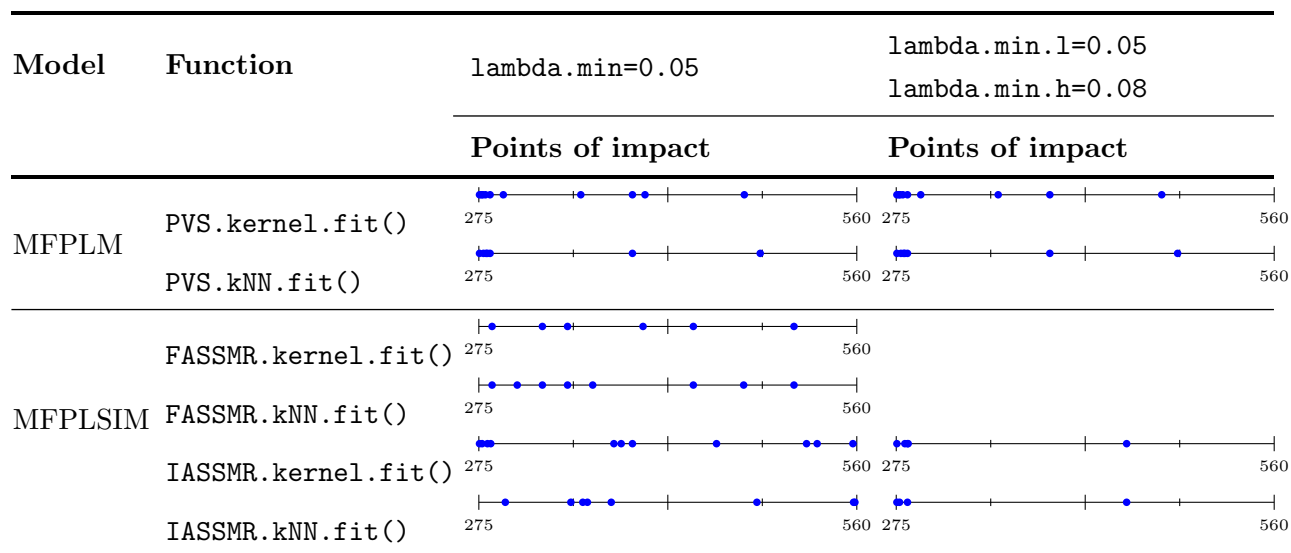 Model Function lambda.min=0.05 lambda.min.l=0.05
lambda.min.h=0.08
Points of impact Points of impact
MFPLM
PVS.kernel.fit() 275 560 275 560
PVS.kNN.fit() 275 560 275 560
MFPLSIM
FASSMR.kernel.fit() 275 560
FASSMR.kNN.fit() 275 560
IASSMR.kernel.fit() 275 560 275 560
IASSMR.kNN.fit() 275 560 275 560